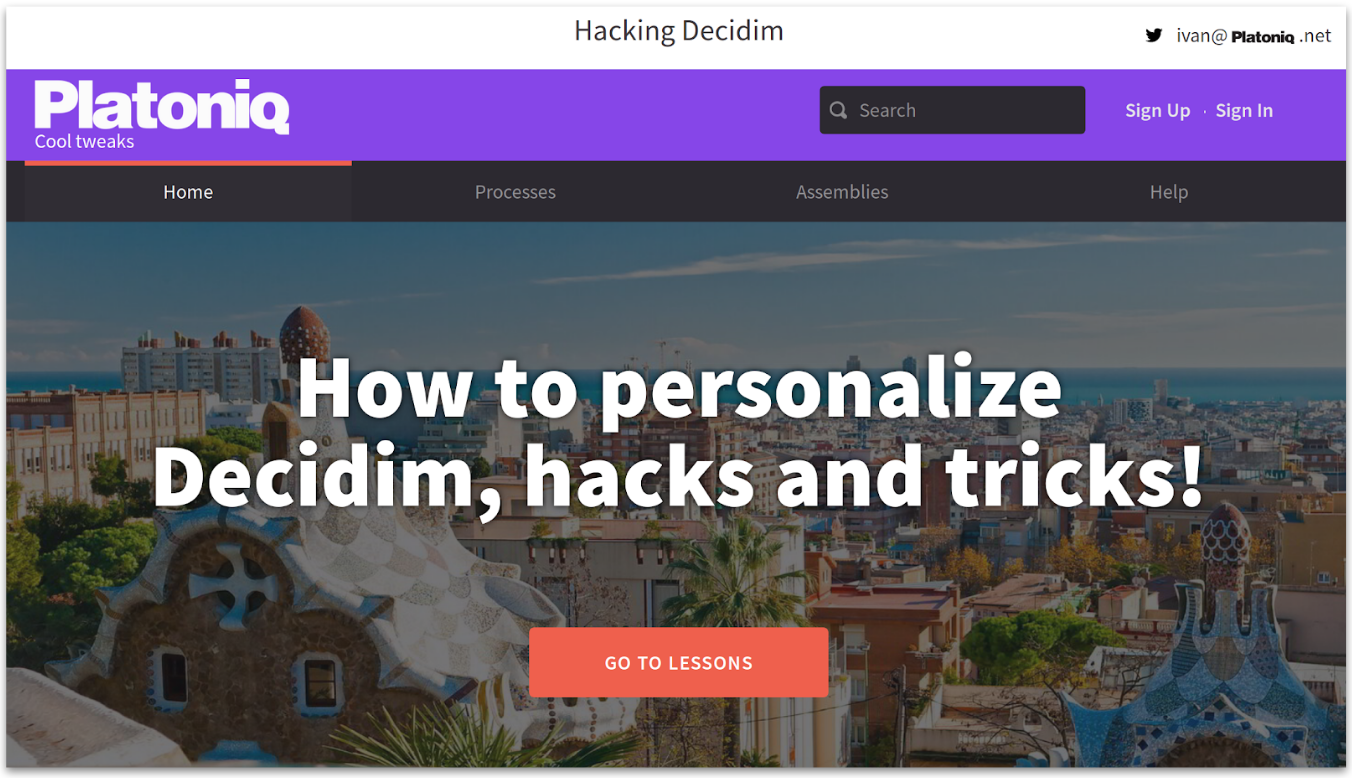 Hacking Decidim
ivan@Platoniq.net
Platoniq
Cool tweaks
Search
Sign Up · Sign In
Home
Processes
Assemblies
Help
How to personalize
Decidim, hacks and tricks!
GO TO LESSONS